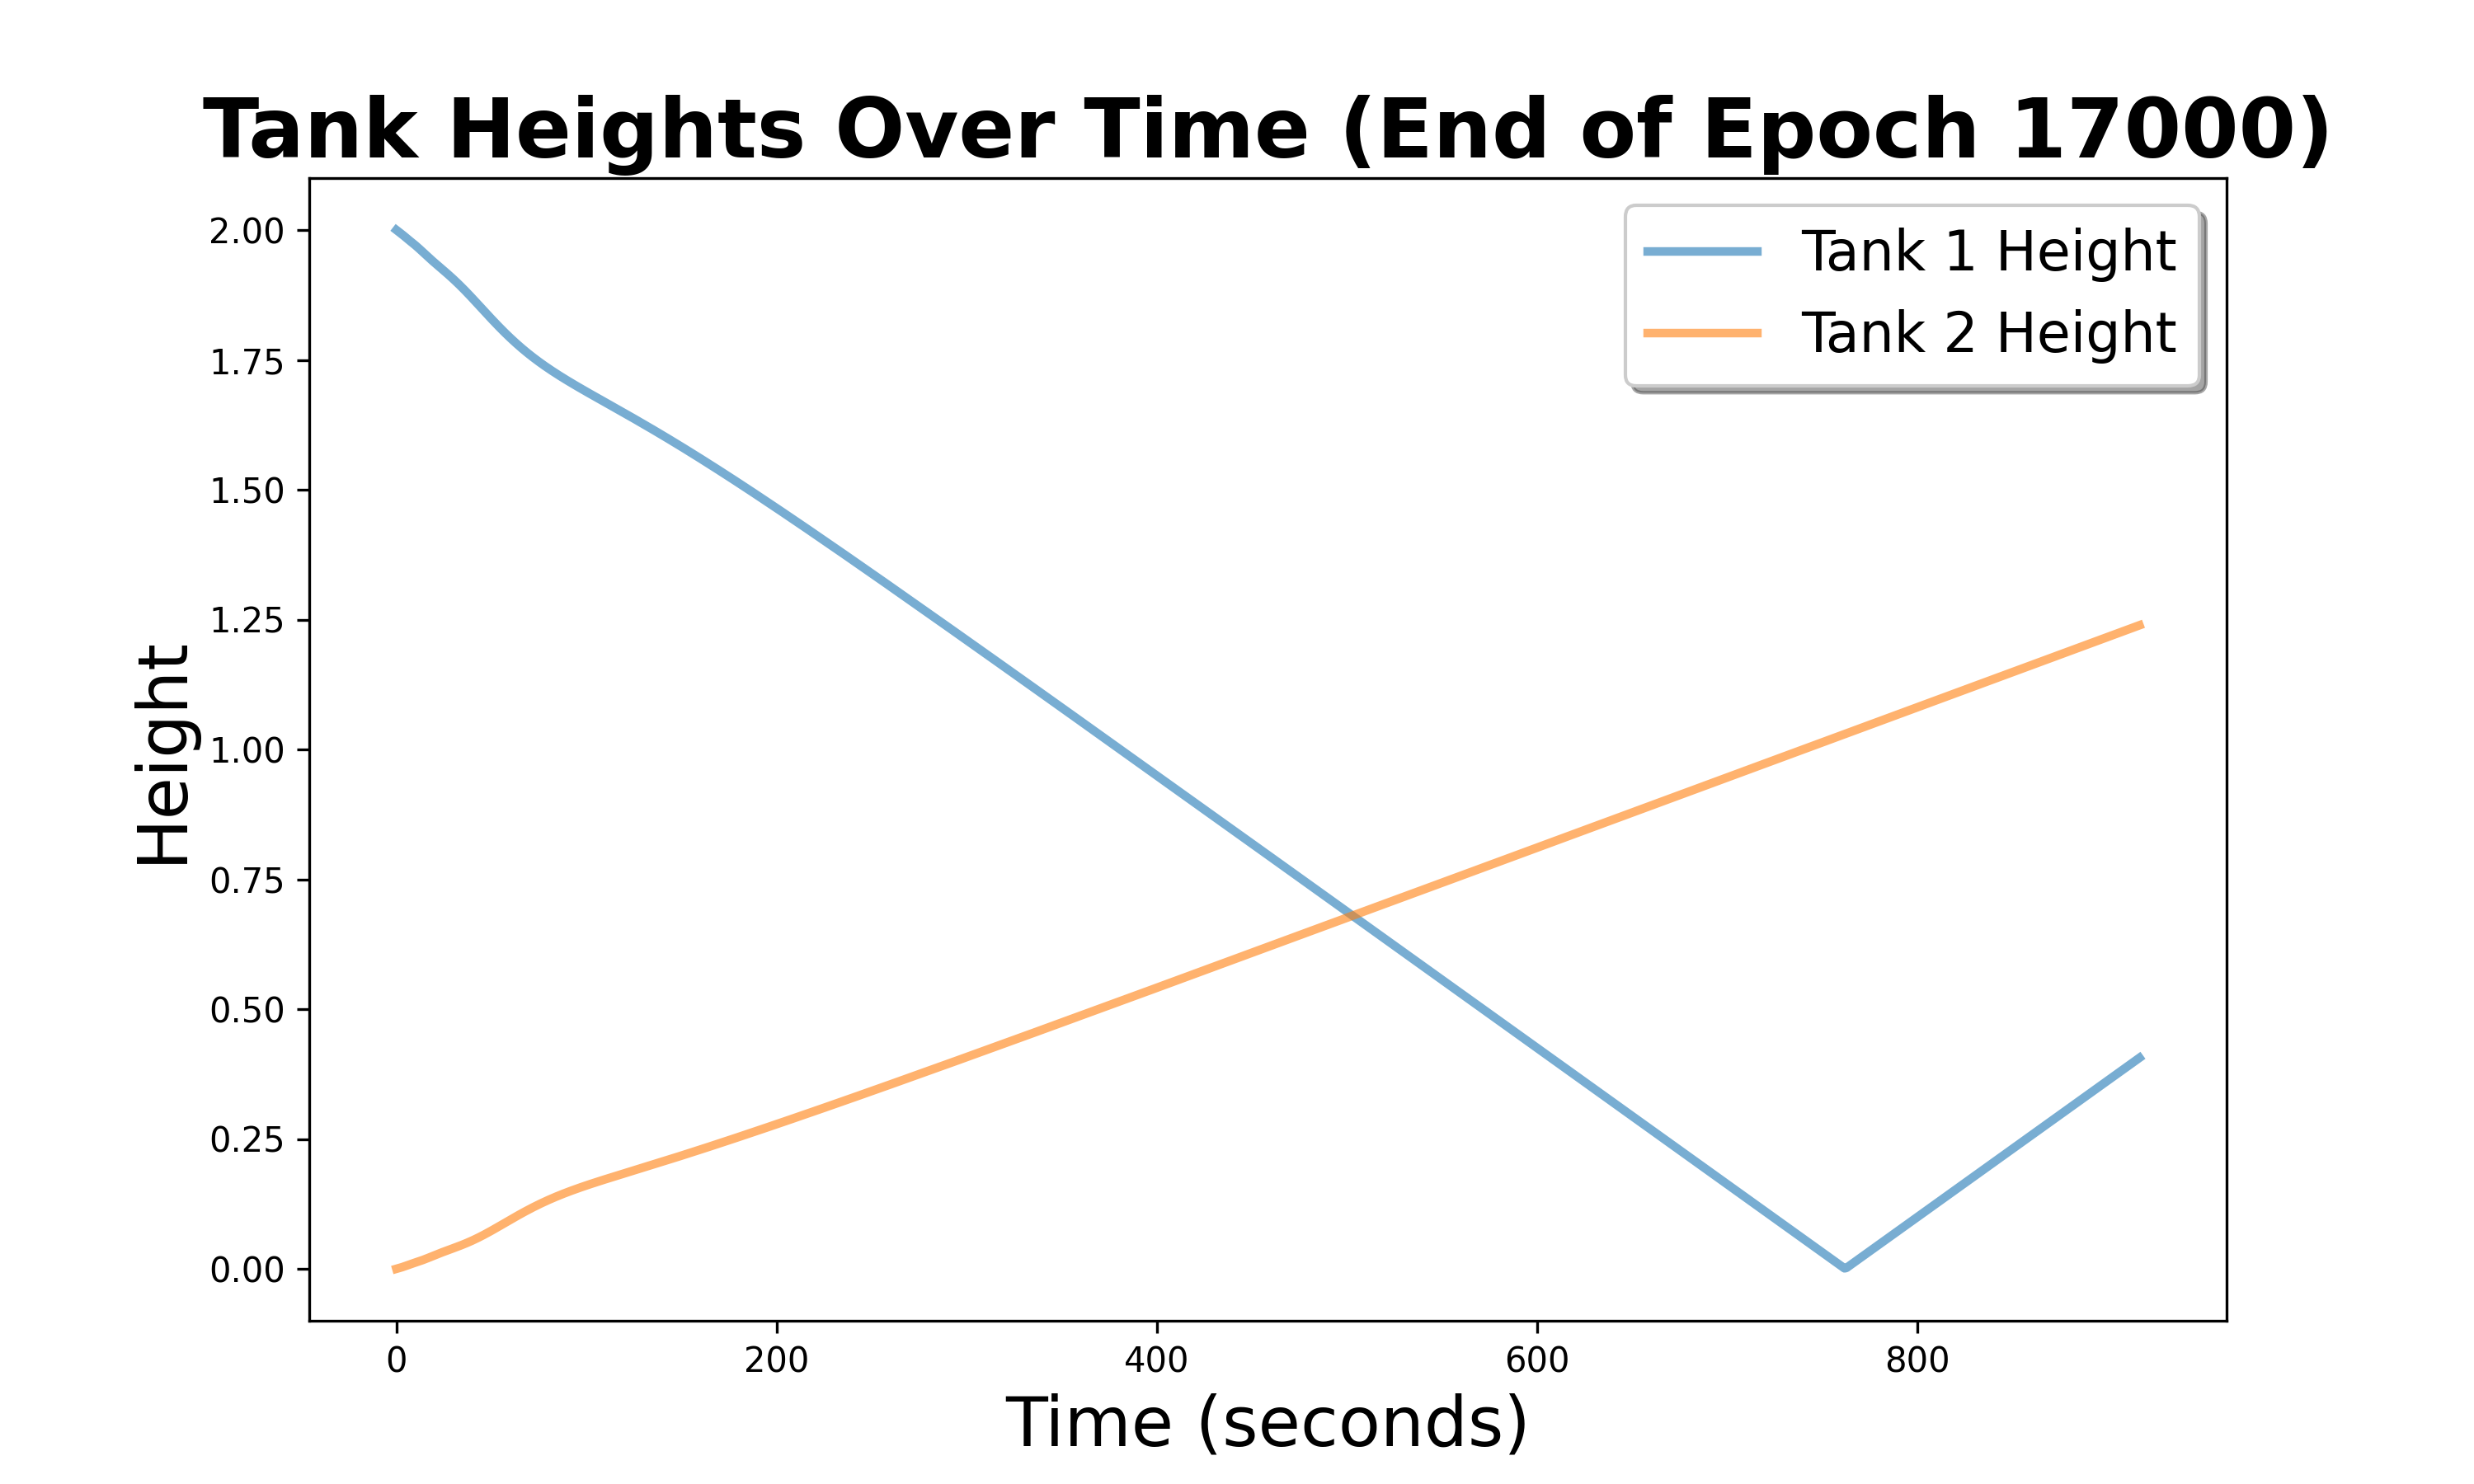 Tank Heights Over Time (End of Epoch 17000)
Tank 1 Height
Tank 2 Height
Height
2.00
1.75
1.50
1.25
1.00
0.75
0.50
0.25
0.00
0 200 400 600 800
Time (seconds)